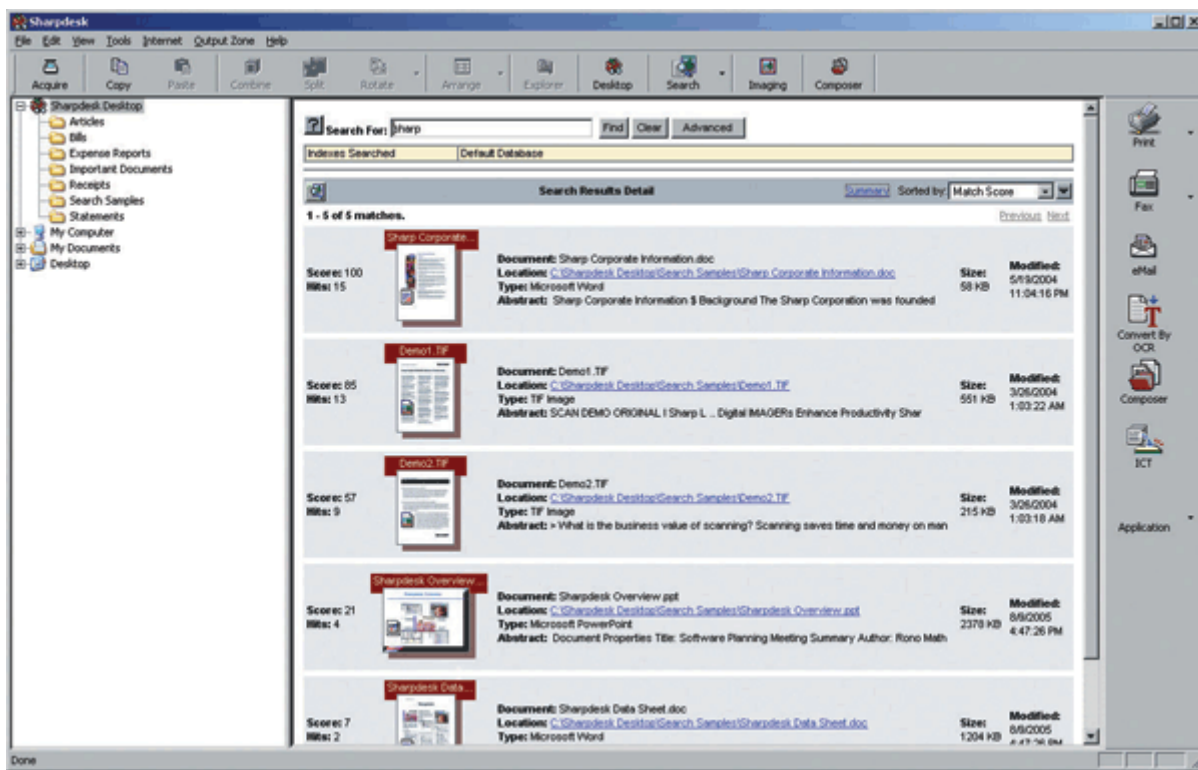 Sharpdesk
File Edit View Tools Internet Output Zone Help
Acquire Copy Paste Combine Split Rotate Arrange Explorer Desktop Search Imaging Composer
Sharpdesk Desktop
Articles
Bills
Expense Reports
Important Documents
Receipts
Search Samples
Statements
My Computer
My Documents
Desktop
Search For: sharp Find Clear Advanced
Indexes Searched Default Database
Search Results Detail Summary Sorted by: Match Score
1 - 5 of 5 matches. Previous Next
Sharp Corporate...
Score: 100
Hits: 15
Document: Sharp Corporate Information.doc
Location: C:\Sharpdesk Desktop\Search Samples\Sharp Corporate Information.doc
Type: Microsoft Word
Abstract: Sharp Corporate Information $ Background The Sharp Corporation was founded
Size:
58 KB
Modified:
5/19/2004
11:04:16 PM
Demo1.TIF
Score: 85
Hits: 13
Document: Demo1.TIF
Location: C:\Sharpdesk Desktop\Search Samples\Demo1.TIF
Type: TIF Image
Abstract: SCAN DEMO ORIGINAL I Sharp L .. Digital IMAGERs Enhance Productivity Shar
Size:
551 KB
Modified:
3/26/2004
1:03:22 AM
Demo2.TIF
Score: 57
Hits: 9
Document: Demo2.TIF
Location: C:\Sharpdesk Desktop\Search Samples\Demo2.TIF
Type: TIF Image
Abstract: > What is the business value of scanning? Scanning saves time and money on man
Size:
215 KB
Modified:
3/26/2004
1:03:18 AM
Sharpdesk Overview...
Score: 21
Hits: 4
Document: Sharpdesk Overview.ppt
Location: C:\Sharpdesk Desktop\Search Samples\Sharpdesk Overview.ppt
Type: Microsoft PowerPoint
Abstract: Document Properties Title: Software Planning Meeting Summary Author: Rono Math
Size:
2378 KB
Modified:
8/9/2005
4:47:26 PM
Sharpdesk Data...
Score: 7
Hits: 2
Document: Sharpdesk Data Sheet.doc
Location: C:\Sharpdesk Desktop\Search Samples\Sharpdesk Data Sheet.doc
Type: Microsoft Word
Size:
1204 KB
Modified:
8/9/2005
4:47:26 PM
Print
Fax
eMail
Convert By
OCR
Composer
ICT
Application
Done